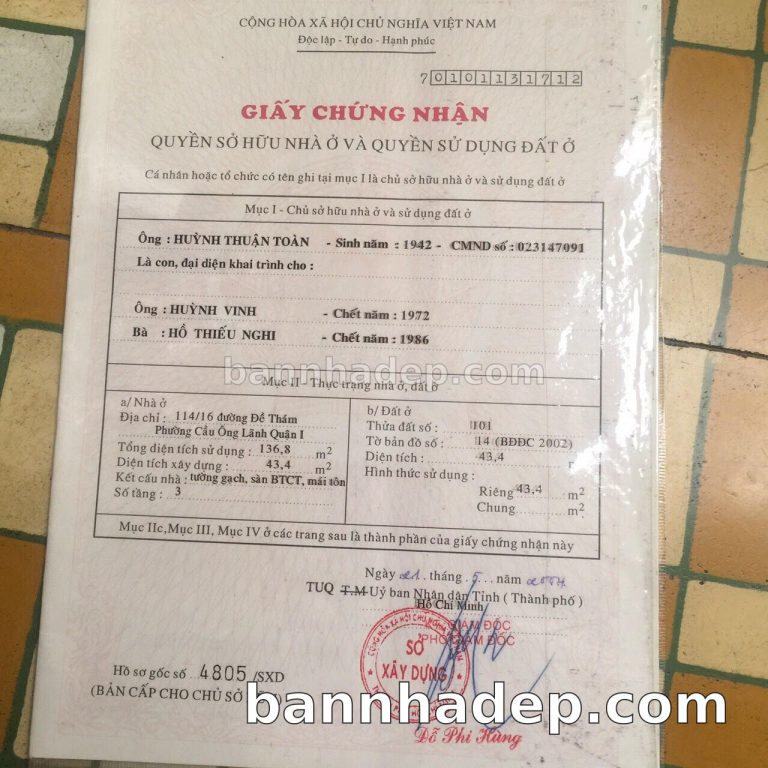 CỘNG HÒA XÃ HỘI CHỦ NGHĨA VIỆT NAM
Độc lập - Tự do - Hạnh phúc
7 0101131712
GIẤY CHỨNG NHẬN
QUYỀN SỞ HỮU NHÀ Ở VÀ QUYỀN SỬ DỤNG ĐẤT Ở
Cá nhân hoặc tổ chức có tên ghi tại mục I là chủ sở hữu nhà ở và sử dụng đất ở
Mục I - Chủ sở hữu nhà ở và sử dụng đất ở
Ông : HUỲNH THUẬN TOÀN - Sinh năm : 1942 - CMND số : 023147091
Là con, đại diện khai trình cho :
Ông : HUỲNH VINH - Chết năm : 1972
Bà : HỒ THIẾU NGHI - Chết năm : 1986
bannhadep.com
Mục II - Thực trạng nhà ở, đất ở
a/ Nhà ở
Địa chỉ : 114/16 đường Đề Thám
Phường Cầu Ông Lãnh Quận I
Tổng diện tích sử dụng : 136,8 m2
Diện tích xây dựng : 43,4 m2
Kết cấu nhà : tường gạch, sàn BTCT, mái tôn
Số tầng : 3
b/ Đất ở
Thửa đất số : 101
Tờ bản đồ số : 14 (BĐĐC 2002)
Diện tích : 43,4 m
Hình thức sử dụng :
Riêng 43,4 m2
Chung m2
Mục IIc, Mục III, Mục IV ở các trang sau là thành phần của giấy chứng nhận này
Ngày 21 tháng 5 năm 2004
TUQ T.M Uỷ ban Nhân dân Tỉnh ( Thành phố )
Hồ Chí Minh
GIÁM ĐỐC
PHÓ GIÁM ĐỐC
SỞ
XÂY DỰNG
Hồ sơ gốc số 4805 /SXD
(BẢN CẤP CHO CHỦ SỞ
bannhadep.com
Đỗ Phi Hùng